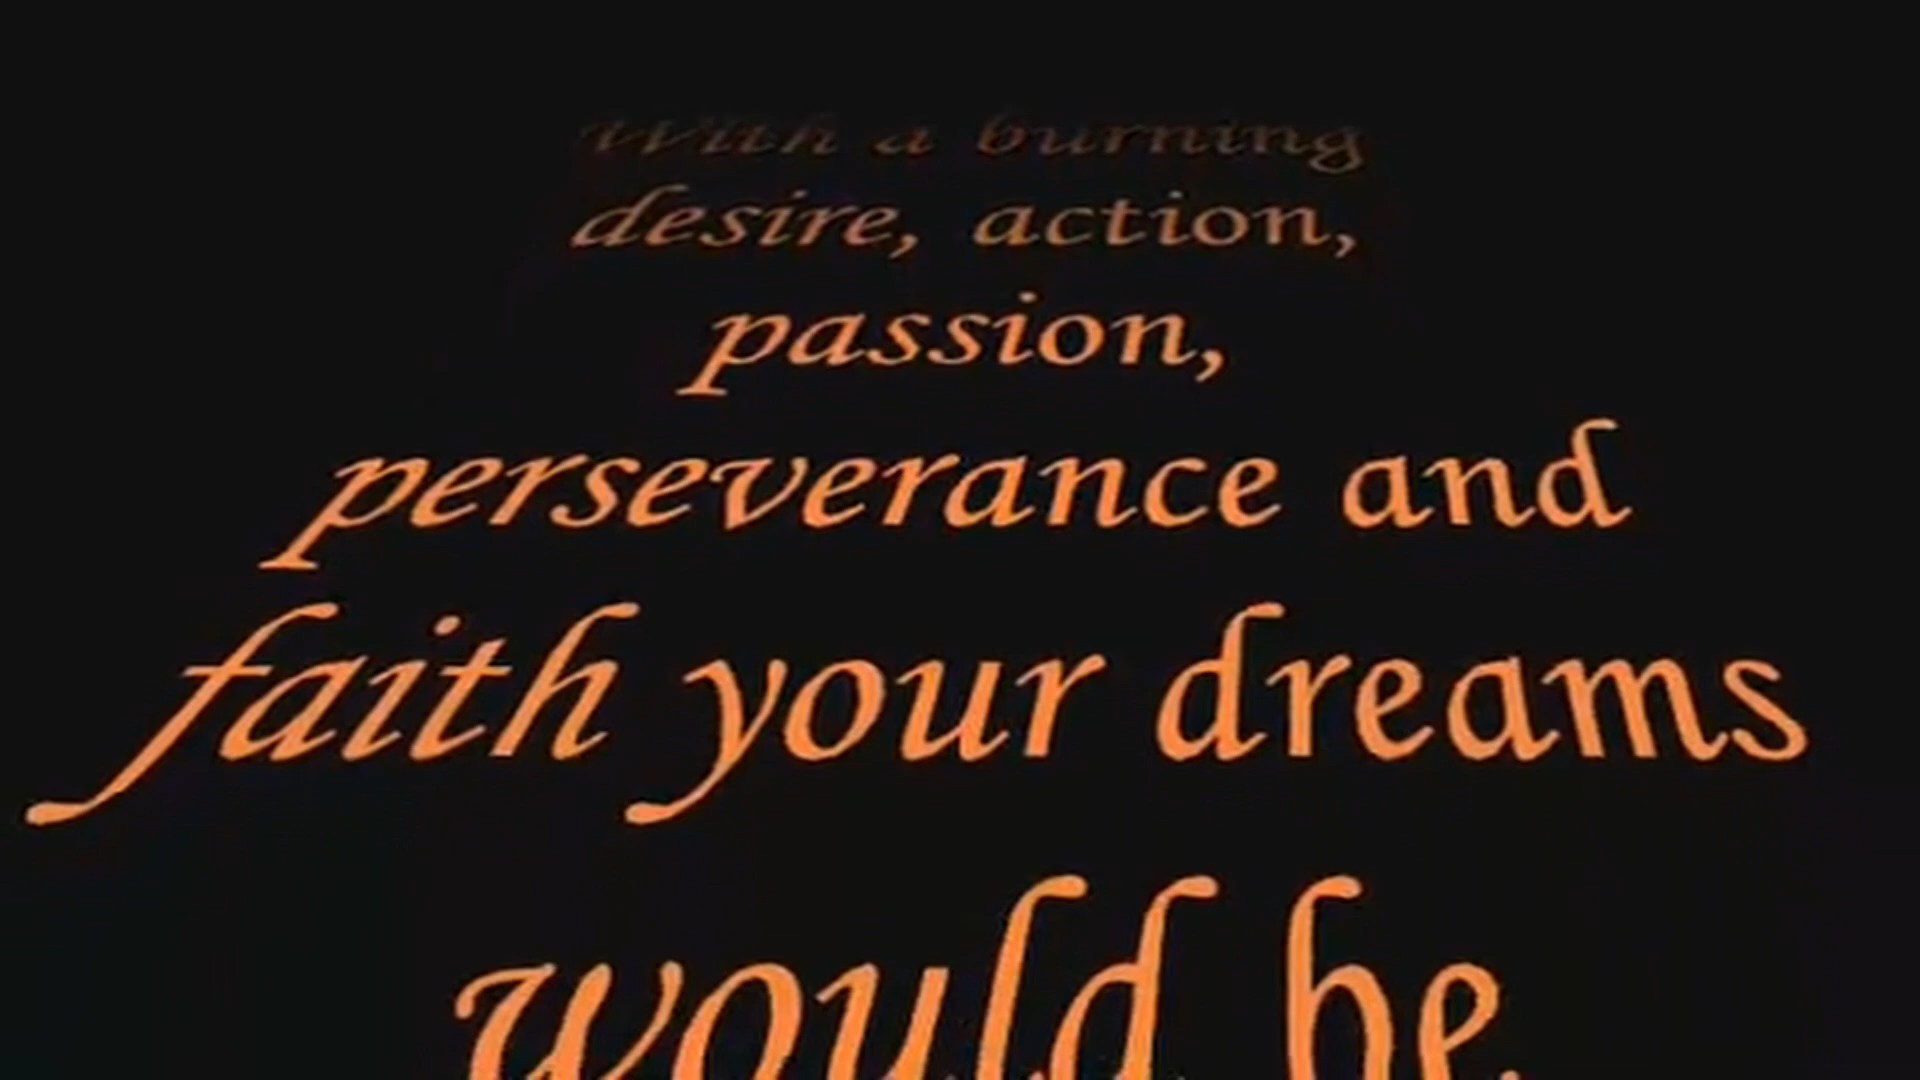 With a burning
desire, action,
passion,
perseverance and
faith your dreams
would be